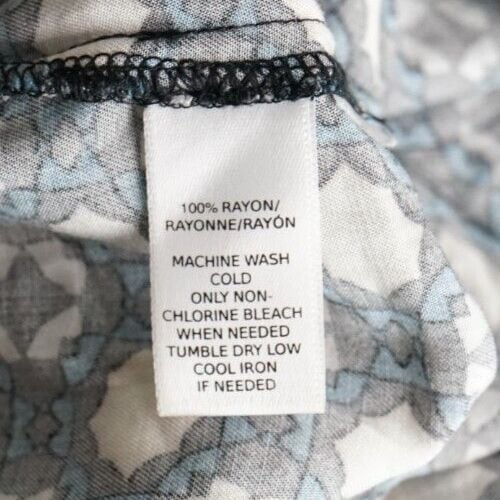 100% RAYON/
RAYONNE/RAYÓN
MACHINE WASH
COLD
ONLY NON-
CHLORINE BLEACH
WHEN NEEDED
TUMBLE DRY LOW
COOL IRON
IF NEEDED